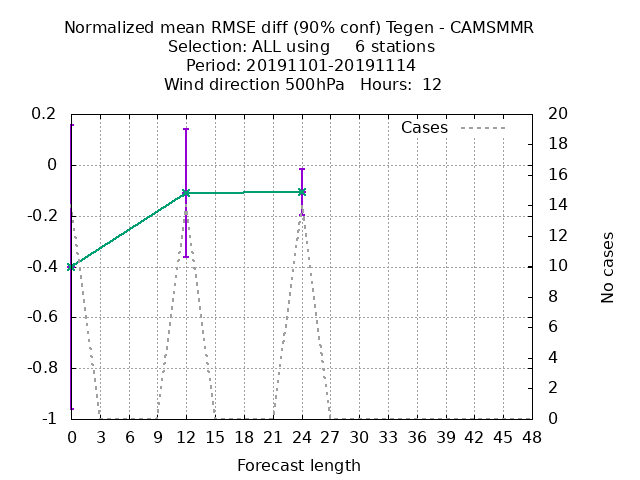 Normalized mean RMSE diff (90% conf) Tegen - CAMSMMR
Selection: ALL using     6 stations
Period: 20191101-20191114
Wind direction 500hPa   Hours:  12
Cases
0.2
0
-0.2
-0.4
-0.6
-0.8
-1
20
18
16
14
12
10
8
6
4
2
0
No cases
0 3 6 9 12 15 18 21 24 27 30 33 36 39 42 45 48
Forecast length